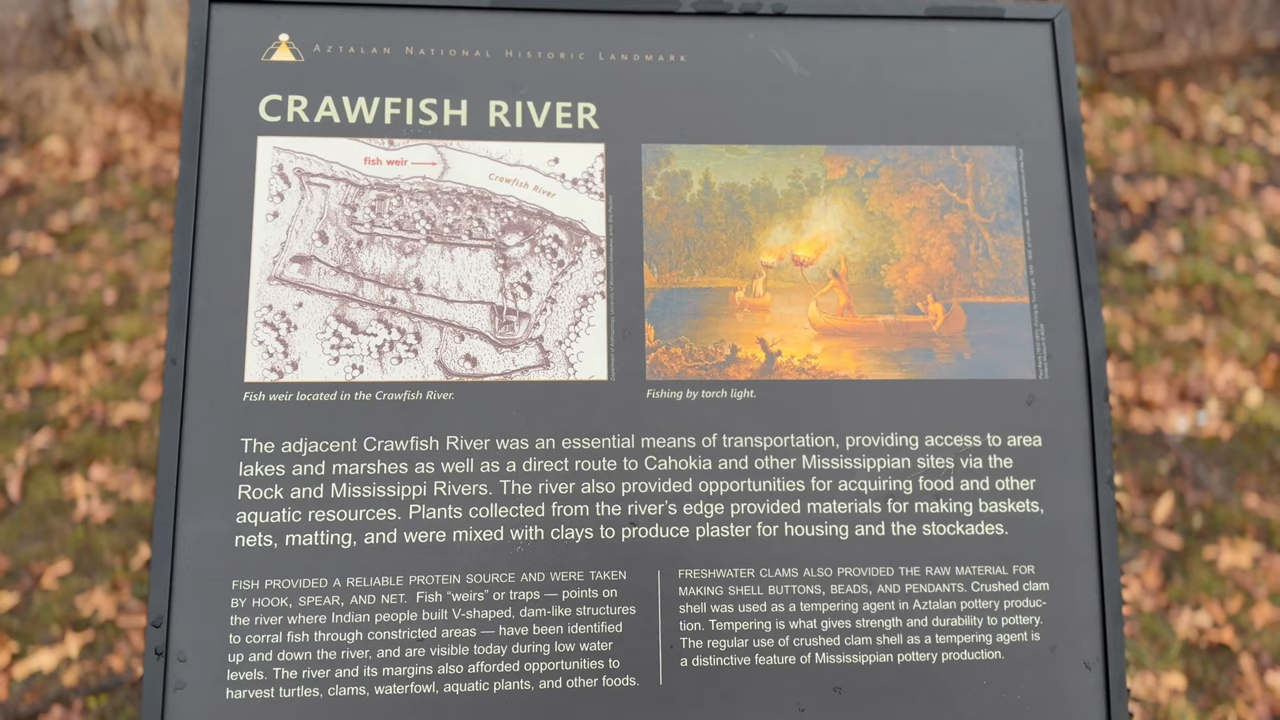 AZTALAN NATIONAL HISTORIC LANDMARK
CRAWFISH RIVER
fish weir
Crawfish River
Fish weir located in the Crawfish River.
Fishing by torch light.
The adjacent Crawfish River was an essential means of transportation, providing access to area
lakes and marshes as well as a direct route to Cahokia and other Mississippian sites via the
Rock and Mississippi Rivers. The river also provided opportunities for acquiring food and other
aquatic resources. Plants collected from the river's edge provided materials for making baskets,
nets, matting, and were mixed with clays to produce plaster for housing and the stockades.
FISH PROVIDED A RELIABLE PROTEIN SOURCE AND WERE TAKEN
BY HOOK, SPEAR, AND NET. Fish “weirs” or traps — points on
the river where Indian people built V-shaped, dam-like structures
to corral fish through constricted areas — have been identified
up and down the river, and are visible today during low water
levels. The river and its margins also afforded opportunities to
harvest turtles, clams, waterfowl, aquatic plants, and other foods.
FRESHWATER CLAMS ALSO PROVIDED THE RAW MATERIAL FOR
MAKING SHELL BUTTONS, BEADS, AND PENDANTS. Crushed clam
shell was used as a tempering agent in Aztalan pottery produc-
tion. Tempering is what gives strength and durability to pottery.
The regular use of crushed clam shell as a tempering agent is
a distinctive feature of Mississippian pottery production.